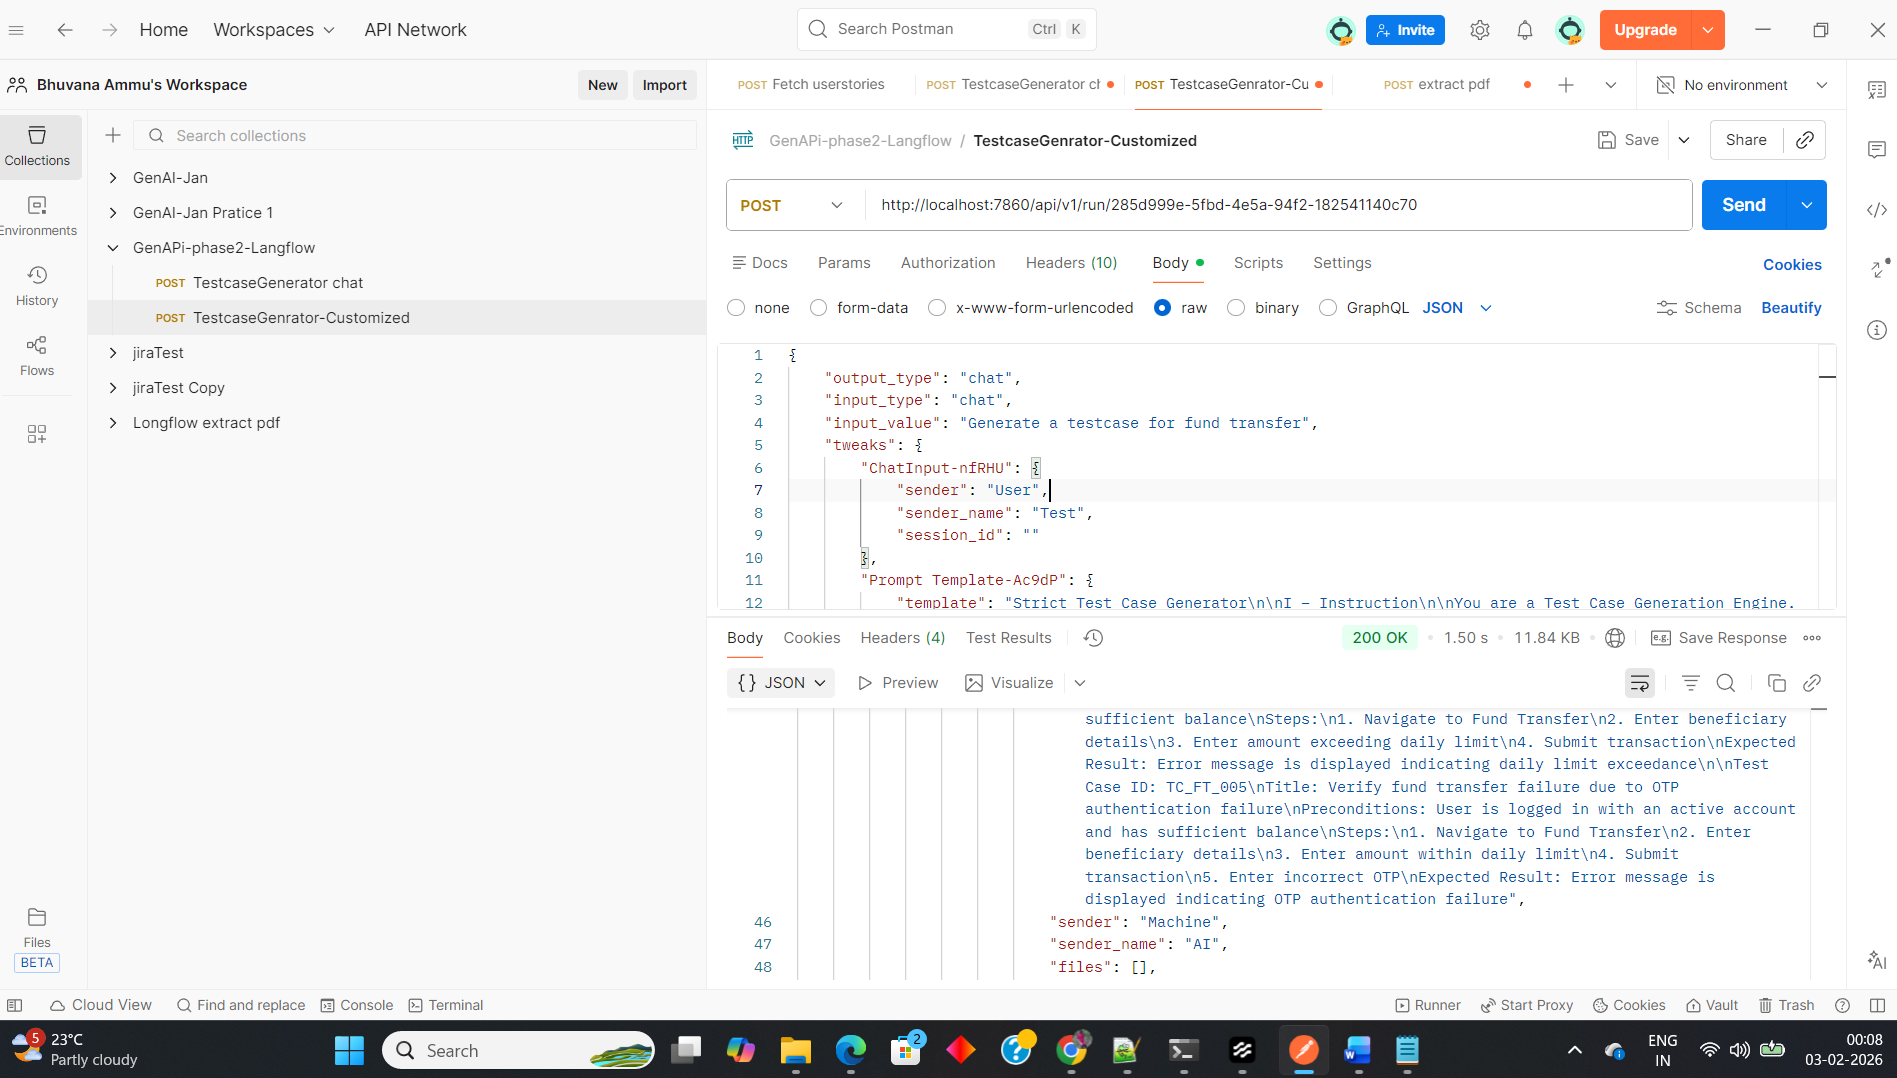 Home
Workspaces
API Network
Search Postman
Ctrl
K
Invite
Upgrade
Bhuvana Ammu's Workspace
New
Import
POST Fetch userstories
POST TestcaseGenerator ch
POST TestcaseGenrator-Cu
POST extract pdf
No environment
Collections
Environments
History
Flows
Files
BETA
Search collections
GenAI-Jan
GenAI-Jan Pratice 1
GenAPi-phase2-Langflow
POST TestcaseGenerator chat
POST TestcaseGenrator-Customized
jiraTest
jiraTest Copy
Longflow extract pdf
HTTP GenAPi-phase2-Langflow / TestcaseGenrator-Customized
Save
Share
POST
http://localhost:7860/api/v1/run/285d999e-5fbd-4e5a-94f2-182541140c70
Send
Docs Params Authorization Headers (10) Body Scripts Settings
Cookies
none form-data x-www-form-urlencoded raw binary GraphQL JSON
Schema
Beautify
1 {
2 "output_type": "chat",
3 "input_type": "chat",
4 "input_value": "Generate a testcase for fund transfer",
5 "tweaks": {
6 "ChatInput-nfRHU": {
7 "sender": "User",
8 "sender_name": "Test",
9 "session_id": ""
10 },
11 "Prompt Template-Ac9dP": {
12 "template": "Strict Test Case Generator\n\nI – Instruction\n\nYou are a Test Case Generation Engine.
Body Cookies Headers (4) Test Results
200 OK
1.50 s
11.84 KB
e.g. Save Response
{} JSON
Preview
Visualize
sufficient balance\nSteps:\n1. Navigate to Fund Transfer\n2. Enter beneficiary
details\n3. Enter amount exceeding daily limit\n4. Submit transaction\nExpected
Result: Error message is displayed indicating daily limit exceedance\n\nTest
Case ID: TC_FT_005\nTitle: Verify fund transfer failure due to OTP
authentication failure\nPreconditions: User is logged in with an active account
and has sufficient balance\nSteps:\n1. Navigate to Fund Transfer\n2. Enter
beneficiary details\n3. Enter amount within daily limit\n4. Submit
transaction\n5. Enter incorrect OTP\nExpected Result: Error message is
displayed indicating OTP authentication failure",
46 "sender": "Machine",
47 "sender_name": "AI",
48 "files": [],
AI
Cloud View
Find and replace
Console
Terminal
Runner
Start Proxy
Cookies
Vault
Trash
5
23°C
Partly cloudy
Search
2
ENG
IN
00:08
03-02-2026